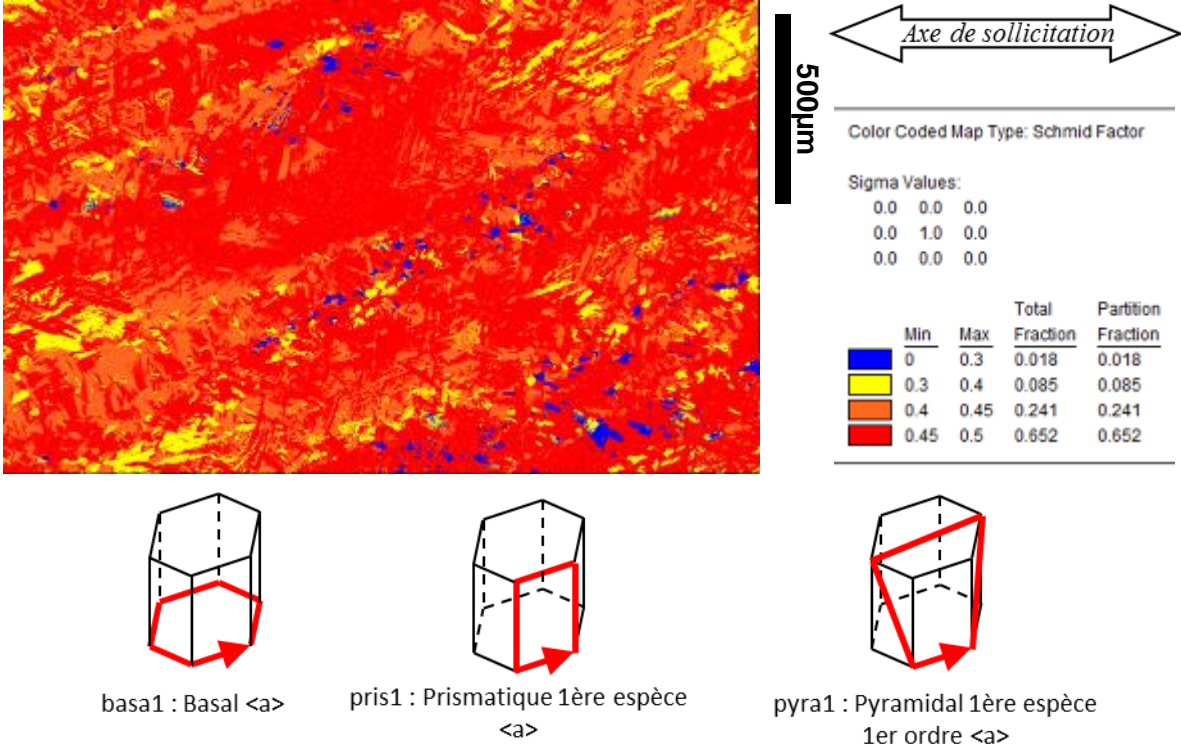 Axe de sollicitation
500µm
Color Coded Map Type: Schmid Factor
Sigma Values:
0.0 0.0 0.0
0.0 1.0 0.0
0.0 0.0 0.0
Total Partition
Min Max Fraction Fraction
0 0.3 0.018 0.018
0.3 0.4 0.085 0.085
0.4 0.45 0.241 0.241
0.45 0.5 0.652 0.652
basa1 : Basal <a>
pris1 : Prismatique 1ère espèce
<a>
pyra1 : Pyramidal 1ère espèce
1er ordre <a>